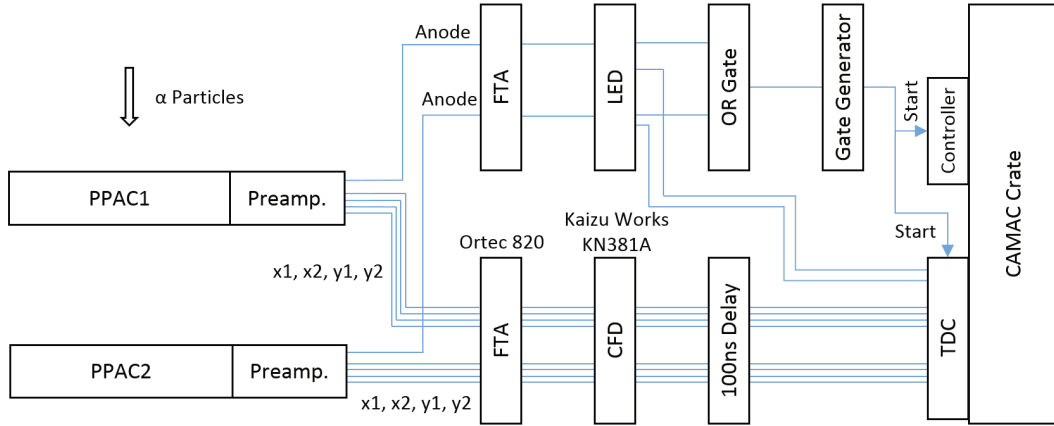 Anode
α Particles
Anode
FTA
LED
OR Gate
Gate Generator
Start
Controller
CAMAC Crate
PPAC1
Preamp.
Start
Kaizu Works
Ortec 820
KN381A
x1, x2, y1, y2
FTA
CFD
100ns Delay
TDC
PPAC2
Preamp.
x1, x2, y1, y2